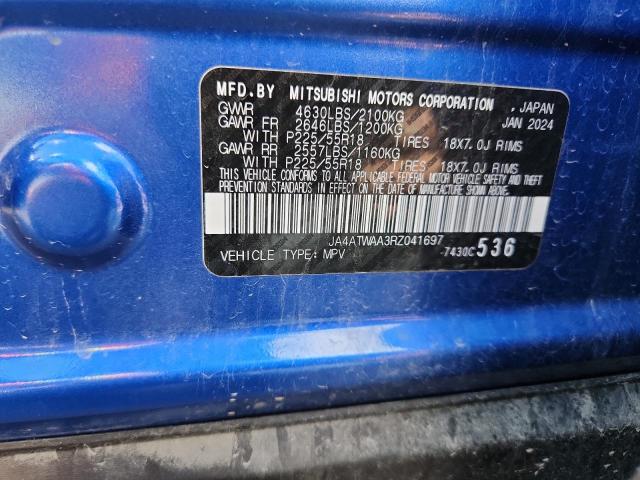 MFD.BY MITSUBISHI MOTORS CORPORATION , JAPAN
GVWR 4630LBS/2100KG JAN 2024
GAWR FR 2646LBS/1200KG
WITH P225/55R18 TIRES 18X7.0J RIMS
GAWR RR 2557LBS/1160KG
WITH P225/55R18 TIRES 18X7.0J RIMS
THIS VEHICLE CONFORMS TO ALL APPLICABLE FEDERAL MOTOR VEHICLE SAFETY AND THEFT
PREVENTION STANDARDS IN EFFECT ON THE DATE OF MANUFACTURE SHOWN ABOVE.
JA4ATWAA3RZ041697
VEHICLE TYPE: MPV -7430C536